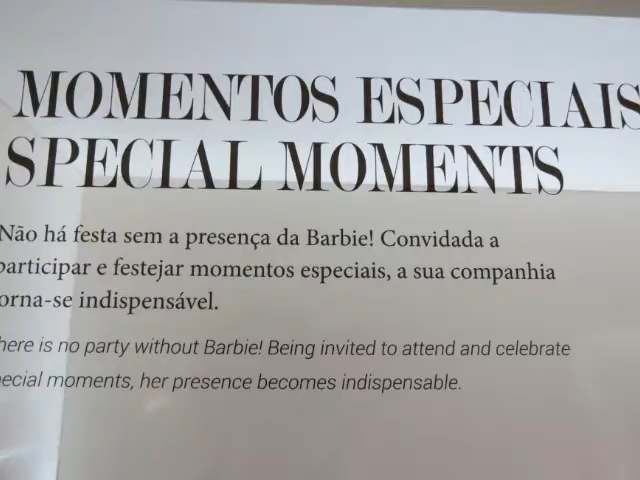 MOMENTOS ESPECIAIS
SPECIAL MOMENTS
Não há festa sem a presença da Barbie! Convidada a
participar e festejar momentos especiais, a sua companhia
orna-se indispensável.
here is no party without Barbie! Being invited to attend and celebrate
pecial moments, her presence becomes indispensable.